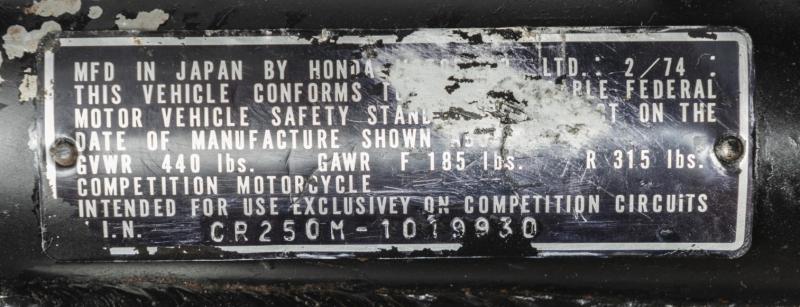 MFD IN JAPAN BY HONDA LTD.: 2/74 :
THIS VEHICLE CONFORMS FEDERAL
MOTOR VEHICLE SAFETY ON THE
DATE OF MANUFACTURE SHOWN
GVWR 440 lbs. GAWR F 185 lbs. R 315 lbs.
COMPETITION MOTORCYCLE
INTENDED FOR USE EXCLUSIVEY ON COMPETITION CIRCUiTS
I.N. CR250M-1019930